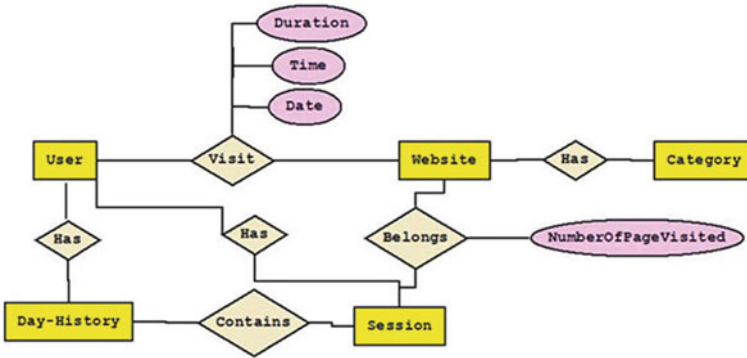 Duration
Time
Date
User
Visit
Website
Has
Category
Has
Has
Belongs
NumberOfPageVisited
Day-History
Contains
Session